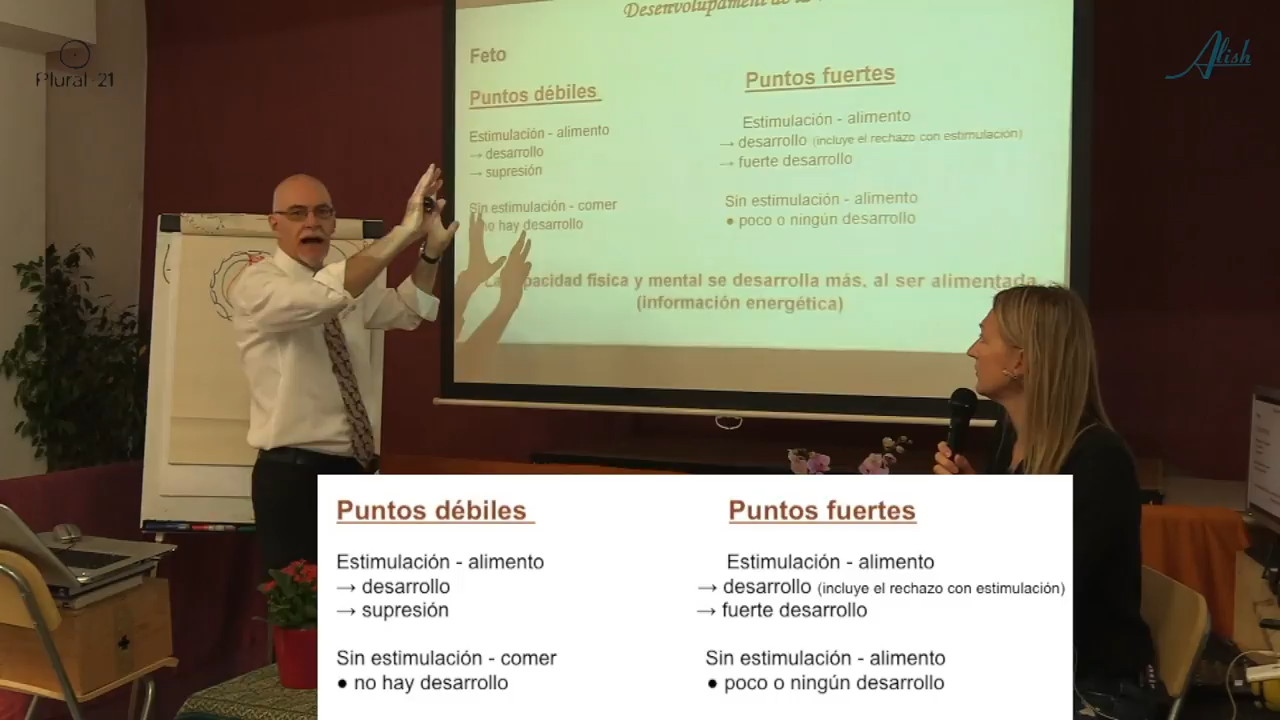 Plural-21
Alish
Desenvolupament de la
Feto
Puntos débiles
Estimulación - alimento
→ desarrollo
→ supresión
Sin estimulación - comer
no hay desarrollo
Puntos fuertes
Estimulación - alimento
→ desarrollo (incluye el rechazo con estimulación)
→ fuerte desarrollo
Sin estimulación - alimento
● poco o ningún desarrollo
física y mental se desarrolla más, al ser alimentada
(información energética)
Puntos débiles
Estimulación - alimento
→ desarrollo
→ supresión
Sin estimulación - comer
● no hay desarrollo
Puntos fuertes
Estimulación - alimento
→ desarrollo (incluye el rechazo con estimulación)
→ fuerte desarrollo
Sin estimulación - alimento
● poco o ningún desarrollo